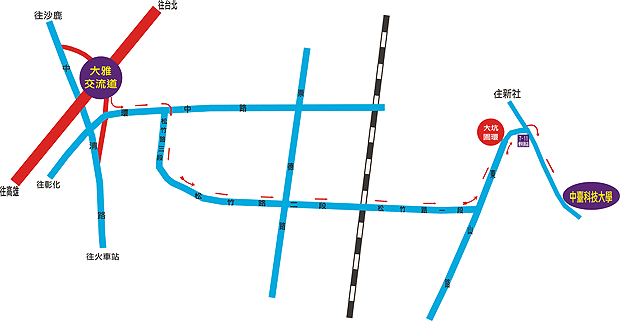 往台北
往沙鹿
大雅
交流道
中清路
往高雄
往彰化
往火車站
環中路
松竹路三段
松竹路二段
松竹路一段
崇德路
往新社
大坑
圓環
7-11
中臺科技大學